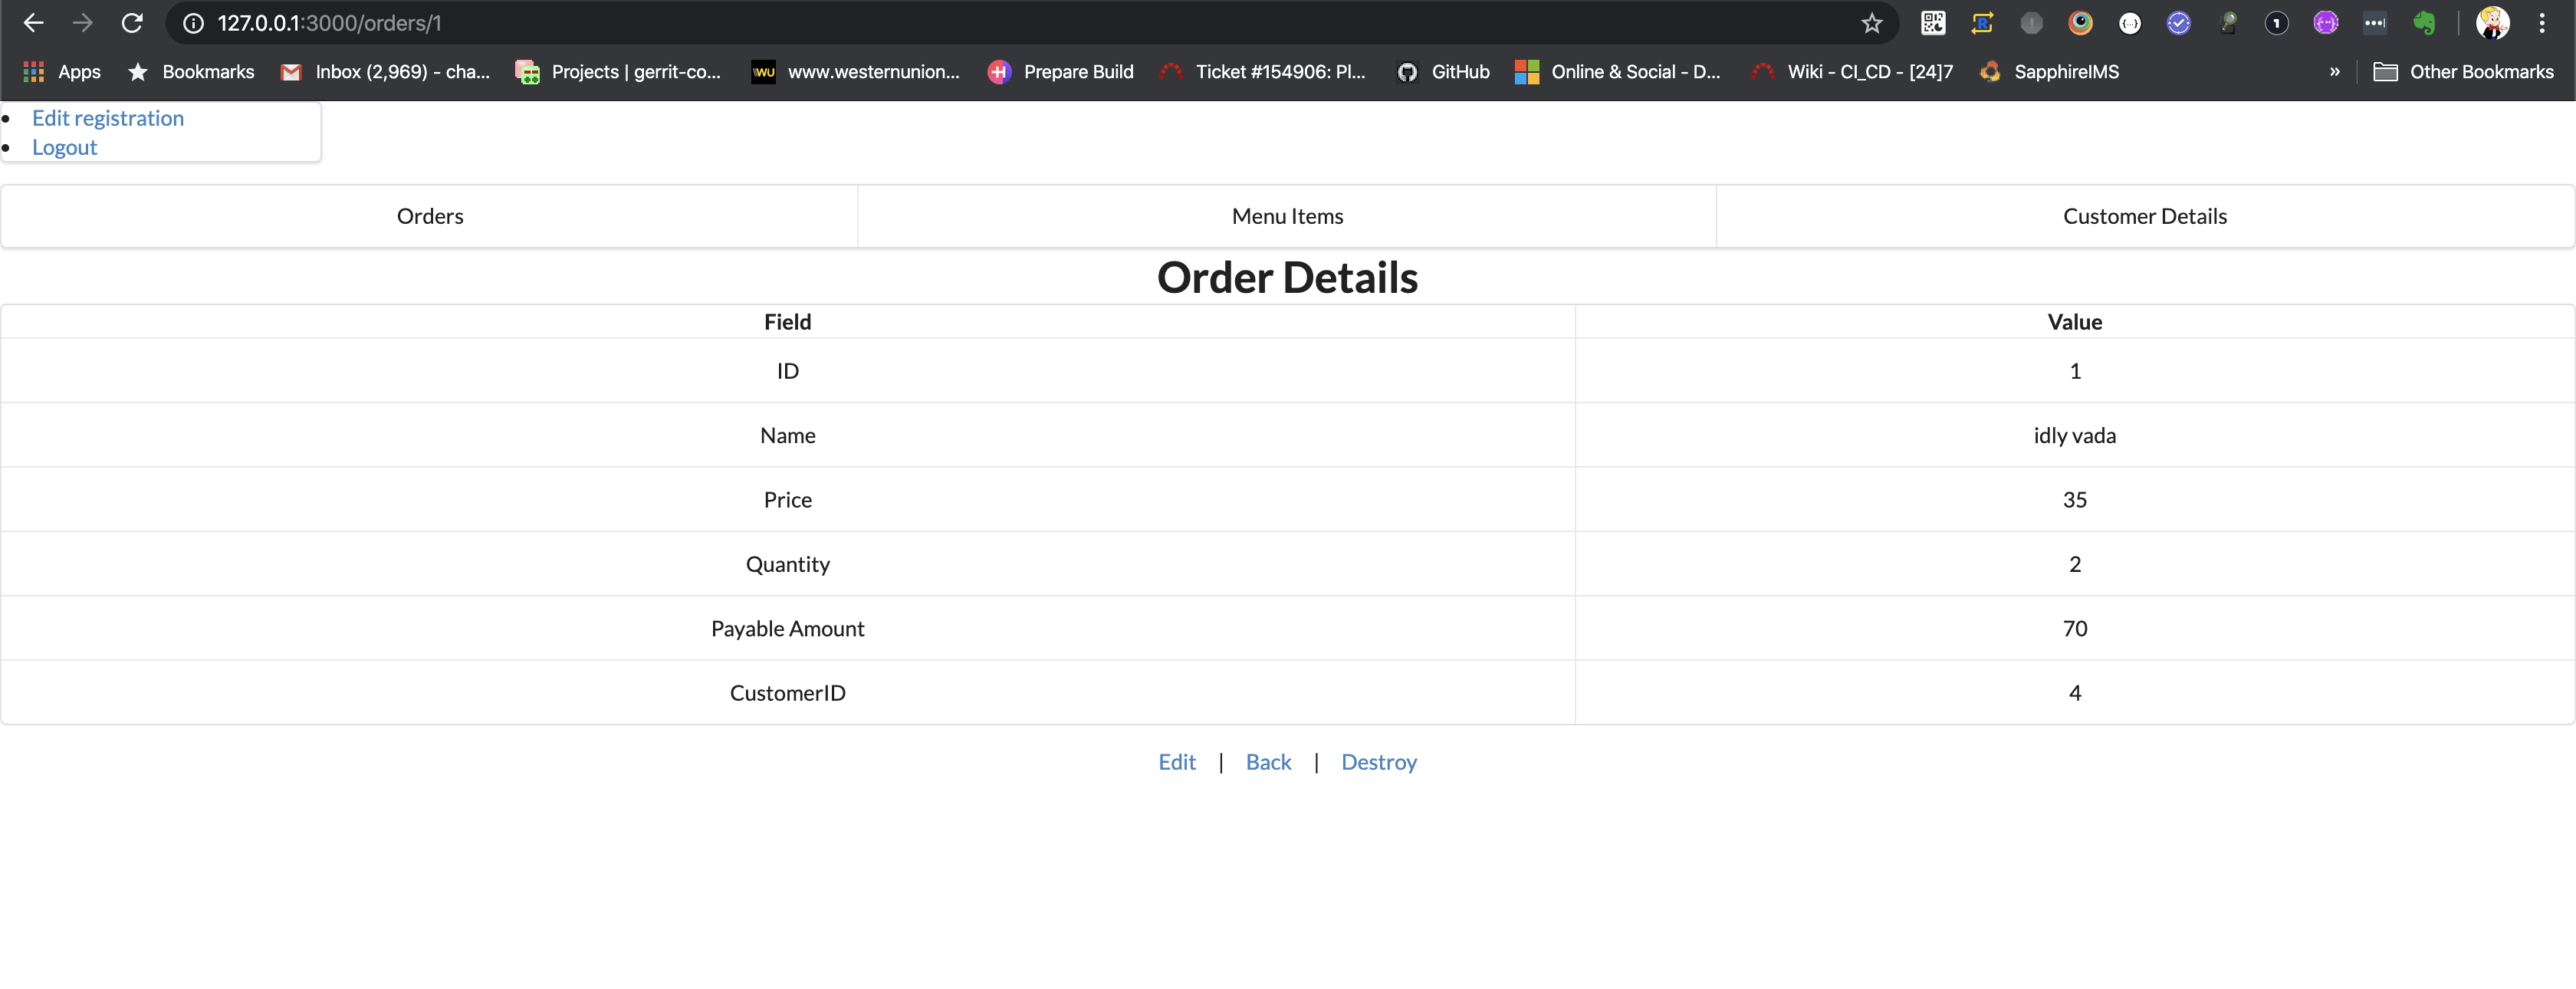 127.0.0.1:3000/orders/1
Apps Bookmarks Inbox (2,969) - cha... Projects | gerrit-co... WU www.westernunion... Prepare Build Ticket #154906: Pl... GitHub Online & Social - D... Wiki - CI_CD - [24]7 SapphireIMS » Other Bookmarks
Edit registration
Logout
Orders Menu Items Customer Details
Order Details
Field Value
ID 1
Name idly vada
Price 35
Quantity 2
Payable Amount 70
CustomerID 4
Edit | Back | Destroy